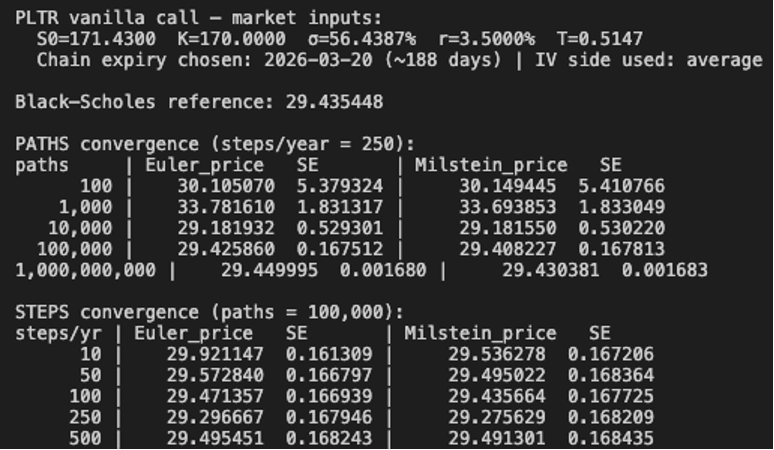 PLTR vanilla call — market inputs:
S0=171.4300 K=170.0000 σ=56.4387% r=3.5000% T=0.5147
Chain expiry chosen: 2026-03-20 (~188 days) | IV side used: average
Black–Scholes reference: 29.435448
PATHS convergence (steps/year = 250):
paths | Euler_price SE | Milstein_price SE
100 | 30.105070 5.379324 | 30.149445 5.410766
1,000 | 33.781610 1.831317 | 33.693853 1.833049
10,000 | 29.181932 0.529301 | 29.181550 0.530220
100,000 | 29.425860 0.167512 | 29.408227 0.167813
1,000,000,000 | 29.449995 0.001680 | 29.430381 0.001683
STEPS convergence (paths = 100,000):
steps/yr | Euler_price SE | Milstein_price SE
10 | 29.921147 0.161309 | 29.536278 0.167206
50 | 29.572840 0.166797 | 29.495022 0.168364
100 | 29.471357 0.166939 | 29.435664 0.167725
250 | 29.296667 0.167946 | 29.275629 0.168209
500 | 29.495451 0.168243 | 29.491301 0.168435